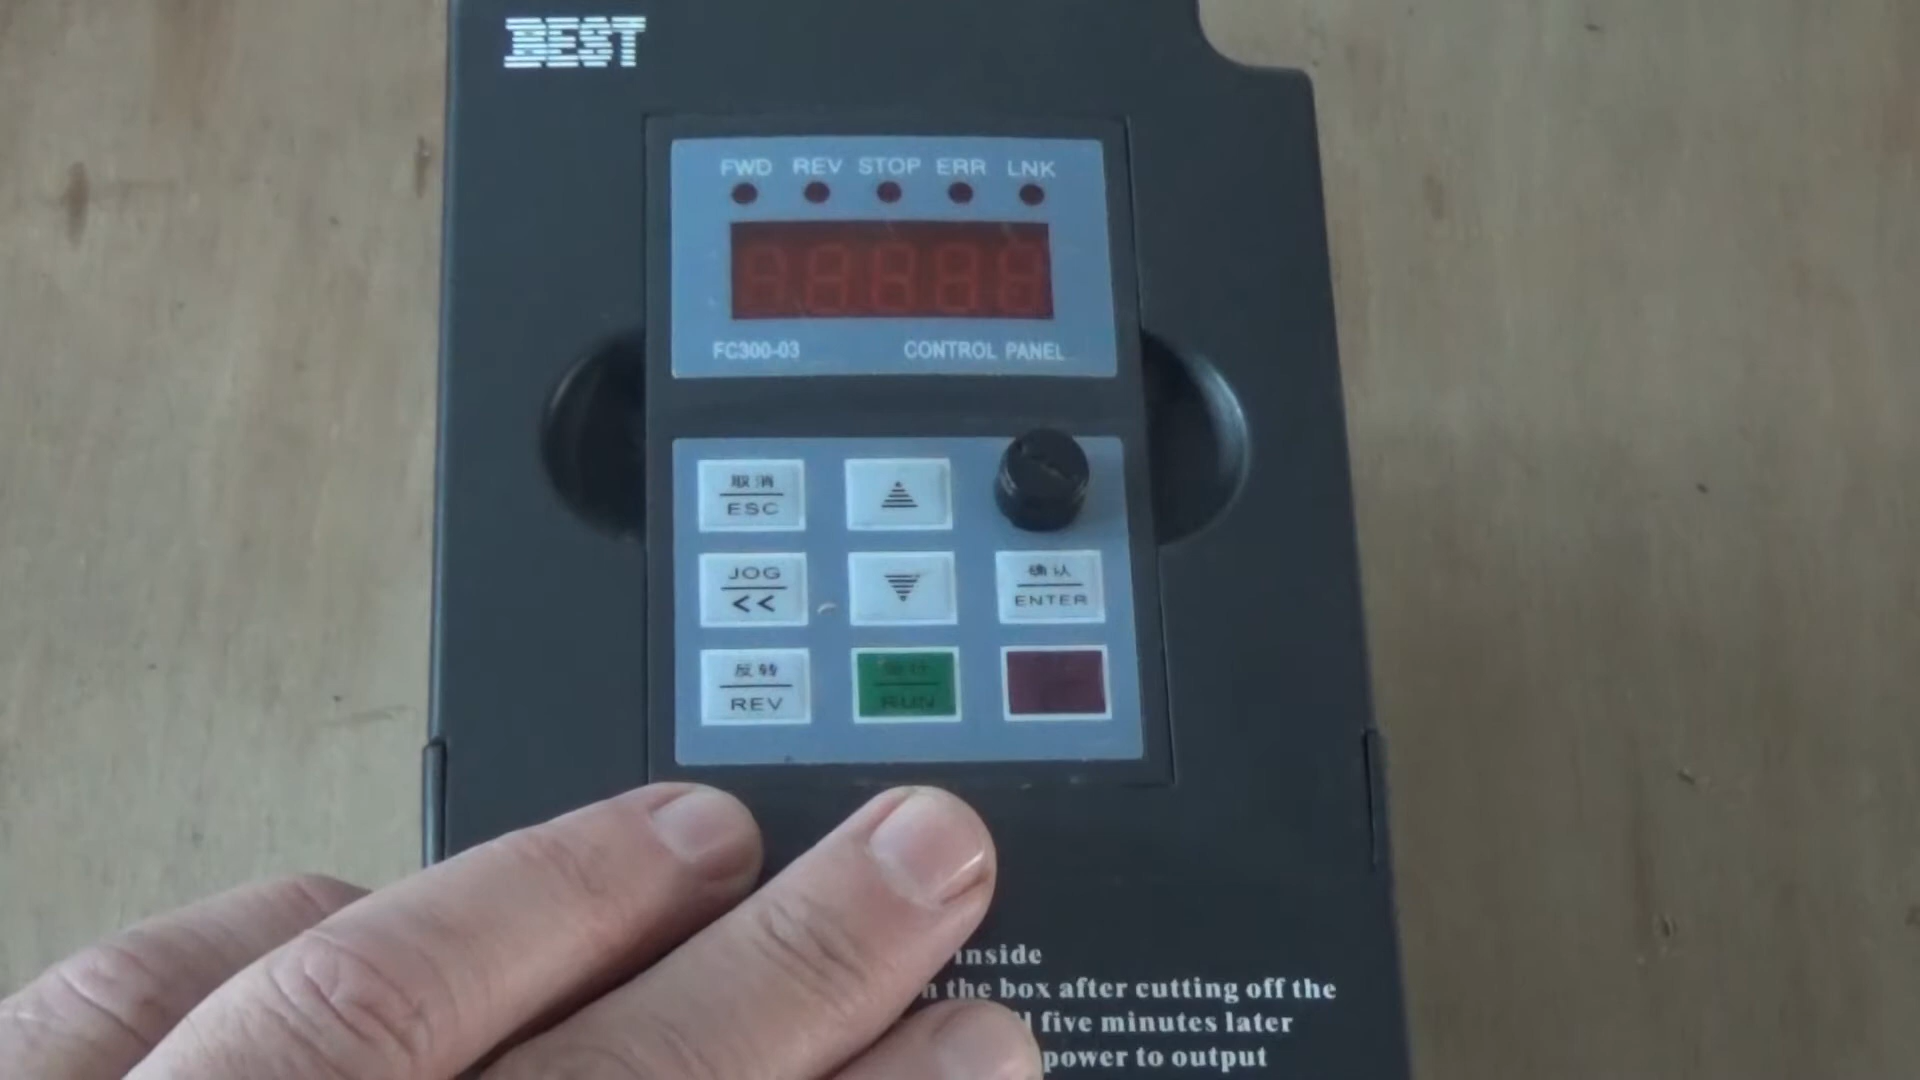 BEST
FWD REV STOP ERR LNK
FC300-03 CONTROL PANEL
取消
ESC
JOG
<<
确认
ENTER
反转
REV
RUN
inside
the box after cutting off the
five minutes later
power to output